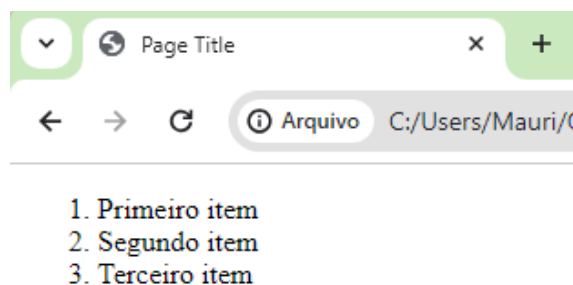 Page Title
Arquivo C:/Users/Mauri/
1. Primeiro item
2. Segundo item
3. Terceiro item